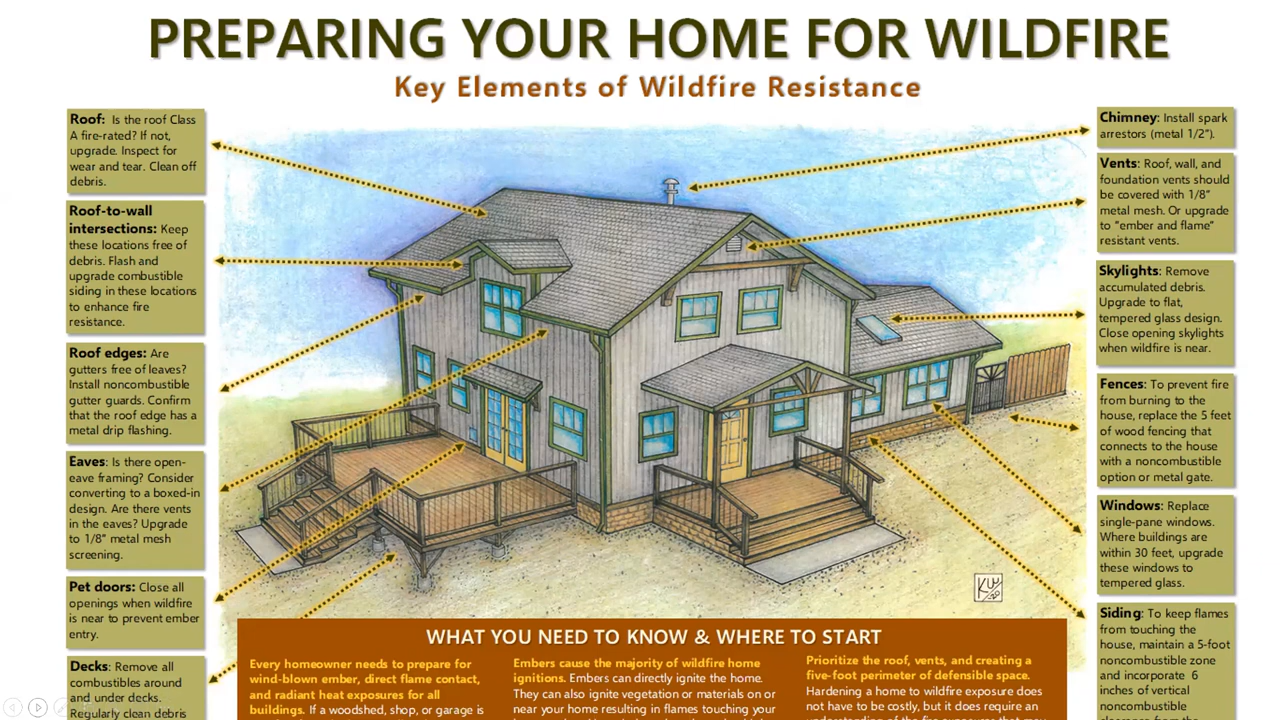 PREPARING YOUR HOME FOR WILDFIRE
Key Elements of Wildfire Resistance
Roof: Is the roof Class
A fire-rated? If not,
upgrade. Inspect for
wear and tear. Clean off
debris.
Roof-to-wall
intersections: Keep
these locations free of
debris. Flash and
upgrade combustible
siding in these locations
to enhance fire
resistance.
Roof edges: Are
gutters free of leaves?
Install noncombustible
gutter guards. Confirm
that the roof edge has a
metal drip flashing.
Eaves: Is there open-
eave framing? Consider
converting to a boxed-in
design. Are there vents
in the eaves? Upgrade
to 1/8" metal mesh
screening.
Pet doors: Close all
openings when wildfire
is near to prevent ember
entry.
Decks: Remove all
combustibles around
and under decks.
Regularly clean debris
Chimney: Install spark
arrestors (metal 1/2").
Vents: Roof, wall, and
foundation vents should
be covered with 1/8"
metal mesh. Or upgrade
to "ember and flame"
resistant vents.
Skylights: Remove
accumulated debris.
Upgrade to flat,
tempered glass design.
Close opening skylights
when wildfire is near.
Fences: To prevent fire
from burning to the
house, replace the 5 feet
of wood fencing that
connects to the house
with a noncombustible
option or metal gate.
Windows: Replace
single-pane windows.
Where buildings are
within 30 feet, upgrade
these windows to
tempered glass.
Siding: To keep flames
from touching the
house, maintain a 5-foot
noncombustible zone
and incorporate 6
inches of vertical
noncombustible
WHAT YOU NEED TO KNOW & WHERE TO START
Every homeowner needs to prepare for
wind-blown ember, direct flame contact,
and radiant heat exposures for all
buildings. If a woodshed, shop, or garage is
Embers cause the majority of wildfire home
ignitions. Embers can directly ignite the home.
They can also ignite vegetation or materials on or
near your home resulting in flames touching your
Prioritize the roof, vents, and creating a
five-foot perimeter of defensible space.
Hardening a home to wildfire exposure does
not have to be costly, but it does require an